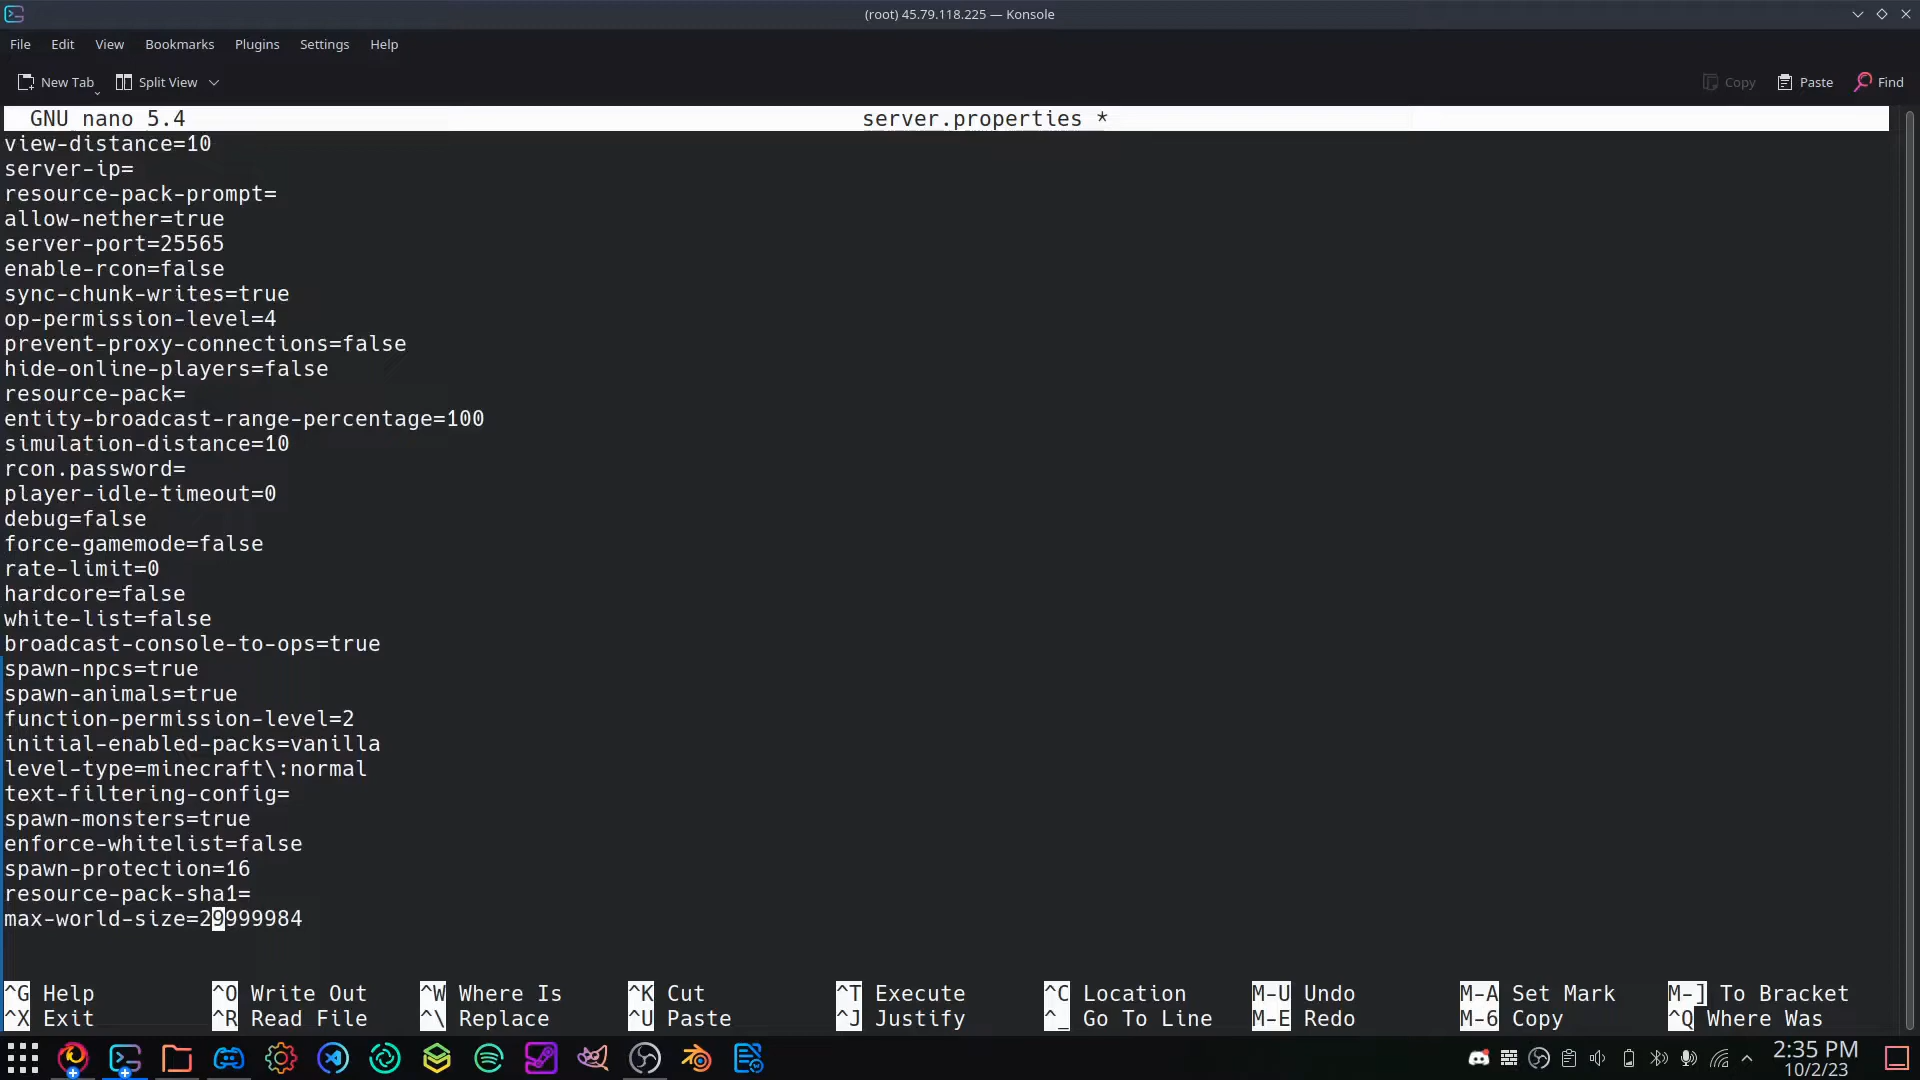 (root) 45.79.118.225 — Konsole
File Edit View Bookmarks Plugins Settings Help
New Tab Split View Copy Paste Find
GNU nano 5.4 server.properties *
view-distance=10
server-ip=
resource-pack-prompt=
allow-nether=true
server-port=25565
enable-rcon=false
sync-chunk-writes=true
op-permission-level=4
prevent-proxy-connections=false
hide-online-players=false
resource-pack=
entity-broadcast-range-percentage=100
simulation-distance=10
rcon.password=
player-idle-timeout=0
debug=false
force-gamemode=false
rate-limit=0
hardcore=false
white-list=false
broadcast-console-to-ops=true
spawn-npcs=true
spawn-animals=true
function-permission-level=2
initial-enabled-packs=vanilla
level-type=minecraft\:normal
text-filtering-config=
spawn-monsters=true
enforce-whitelist=false
spawn-protection=16
resource-pack-sha1=
max-world-size=29999984
^G Help ^O Write Out ^W Where Is ^K Cut ^T Execute ^C Location M-U Undo M-A Set Mark M-] To Bracket
^X Exit ^R Read File ^\ Replace ^U Paste ^J Justify ^_ Go To Line M-E Redo M-6 Copy ^Q Where Was
2:35 PM
10/2/23